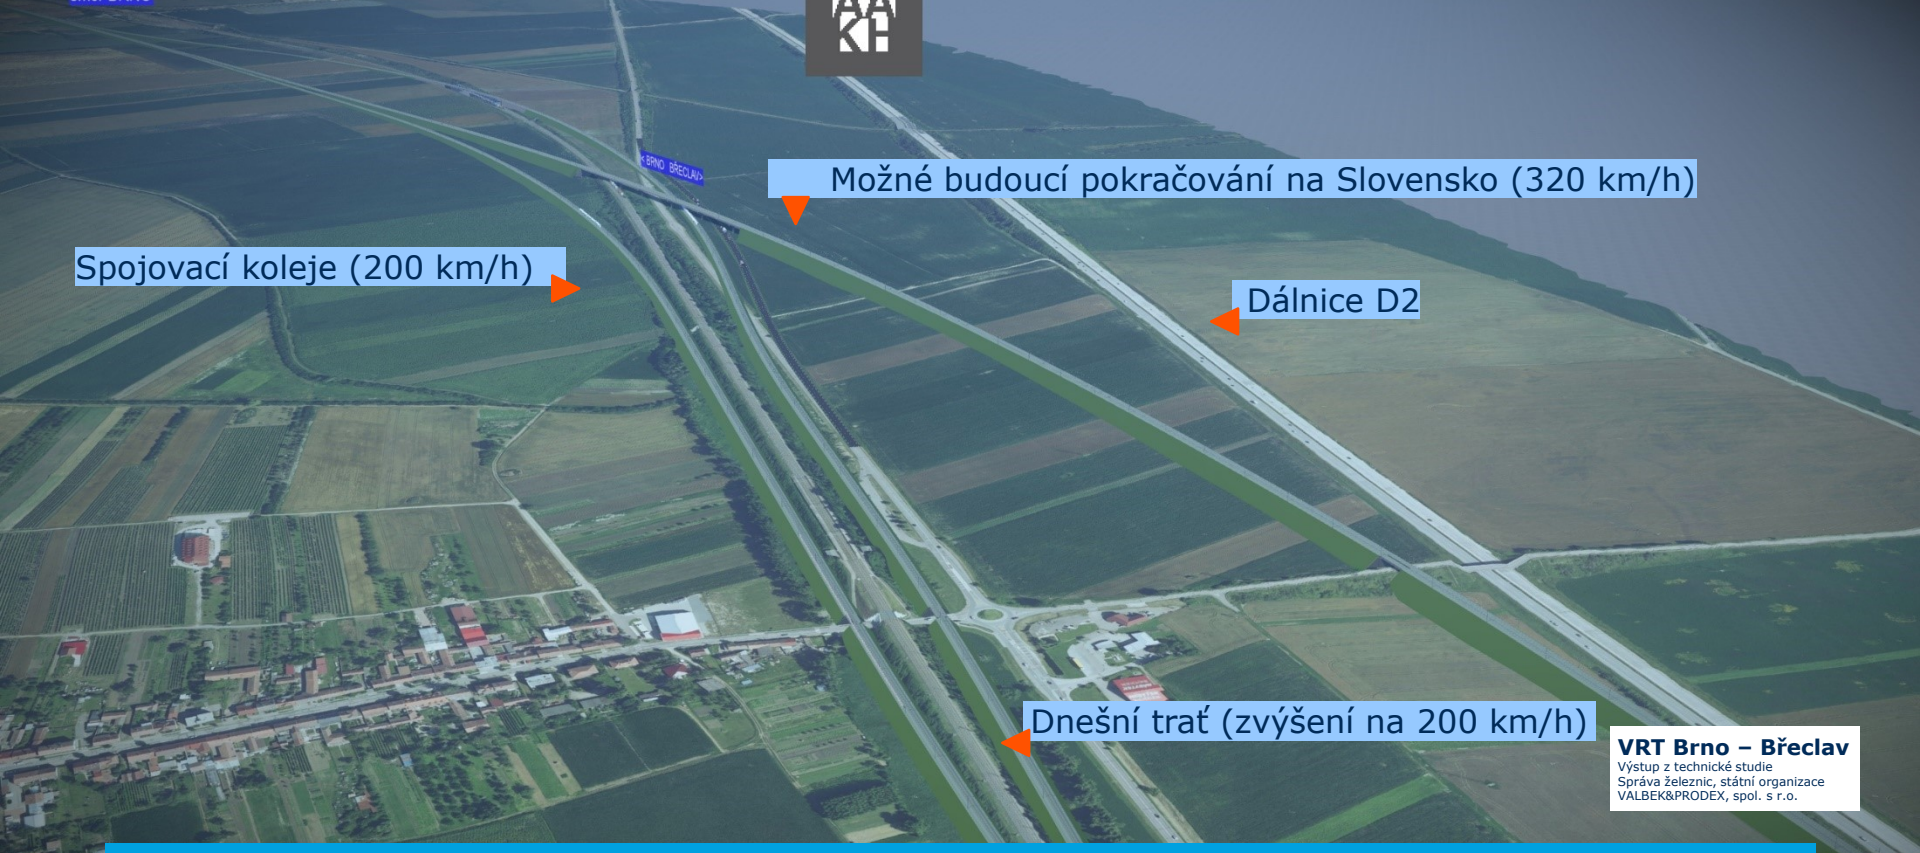 Možné budoucí pokračování na Slovensko (320 km/h)
< BRNO BŘECLAV>
Spojovací koleje (200 km/h)
Dálnice D2
Dnešní trať (zvýšení na 200 km/h)
VRT Brno – Břeclav
Výstup z technické studie
Správa železnic, státní organizace
VALBEK&PRODEX, spol. s r.o.